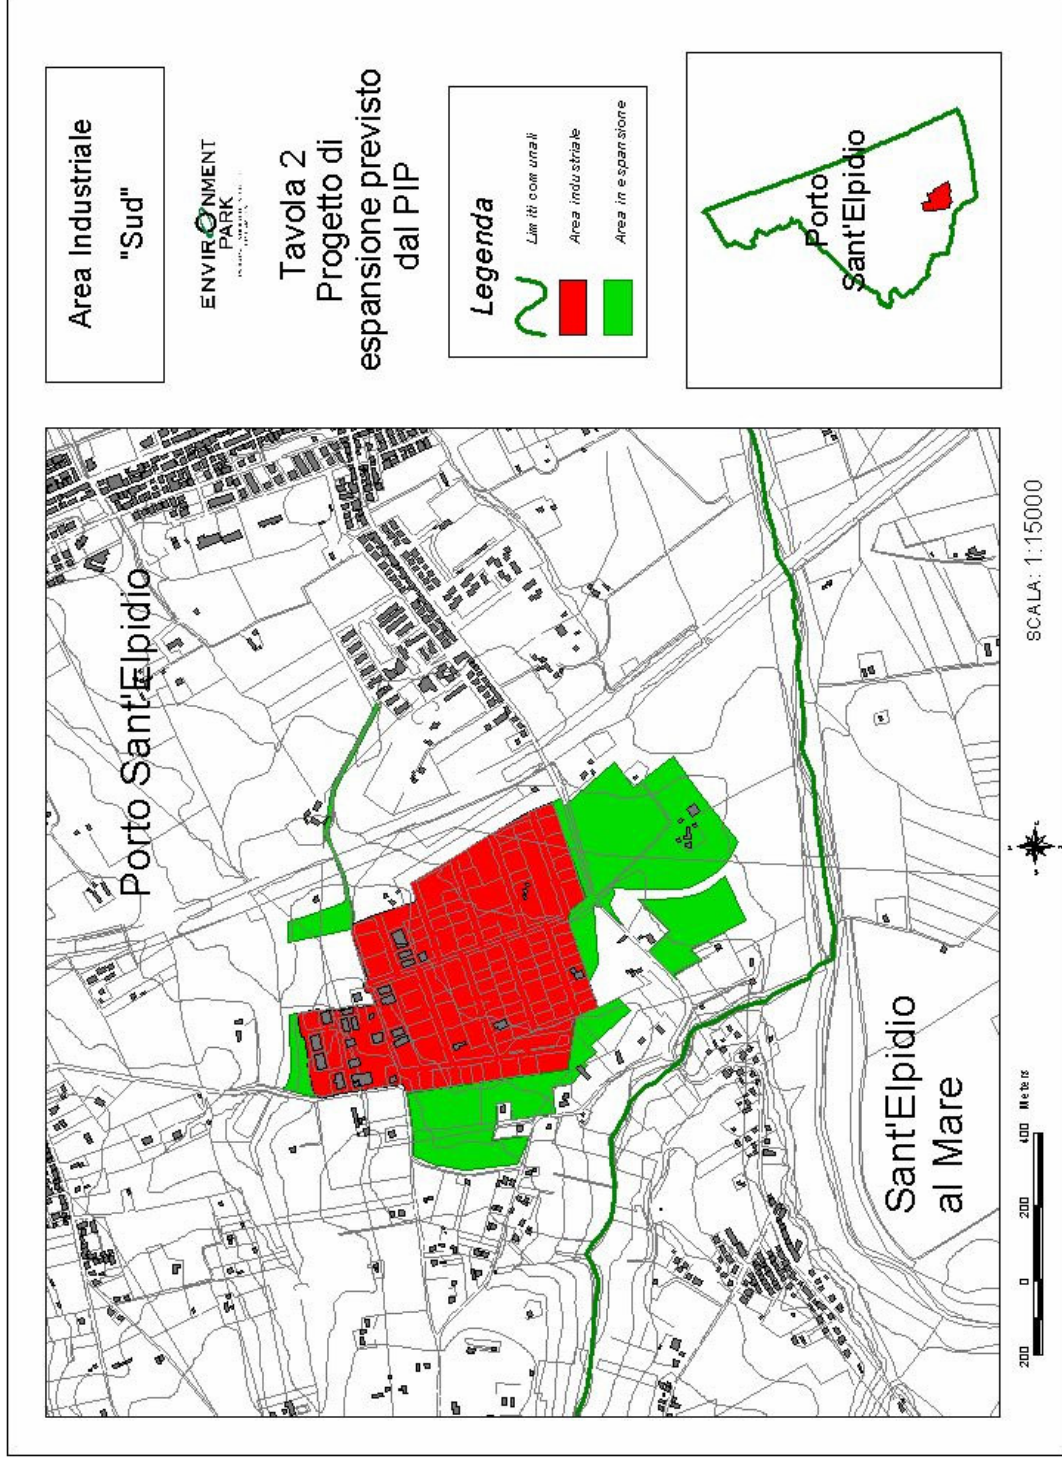 Area Industriale
"Sud"
ENVIRONMENT
PARK
Tavola 2
Progetto di
espansione previsto
dal PIP
Legenda
Limiti comunali
Area industriale
Area in espansione
Porto
Sant'Elpidio
Porto Sant'Elpidio
Sant'Elpidio
al Mare
200 0 200 400 Meters
SCALA: 1:15000